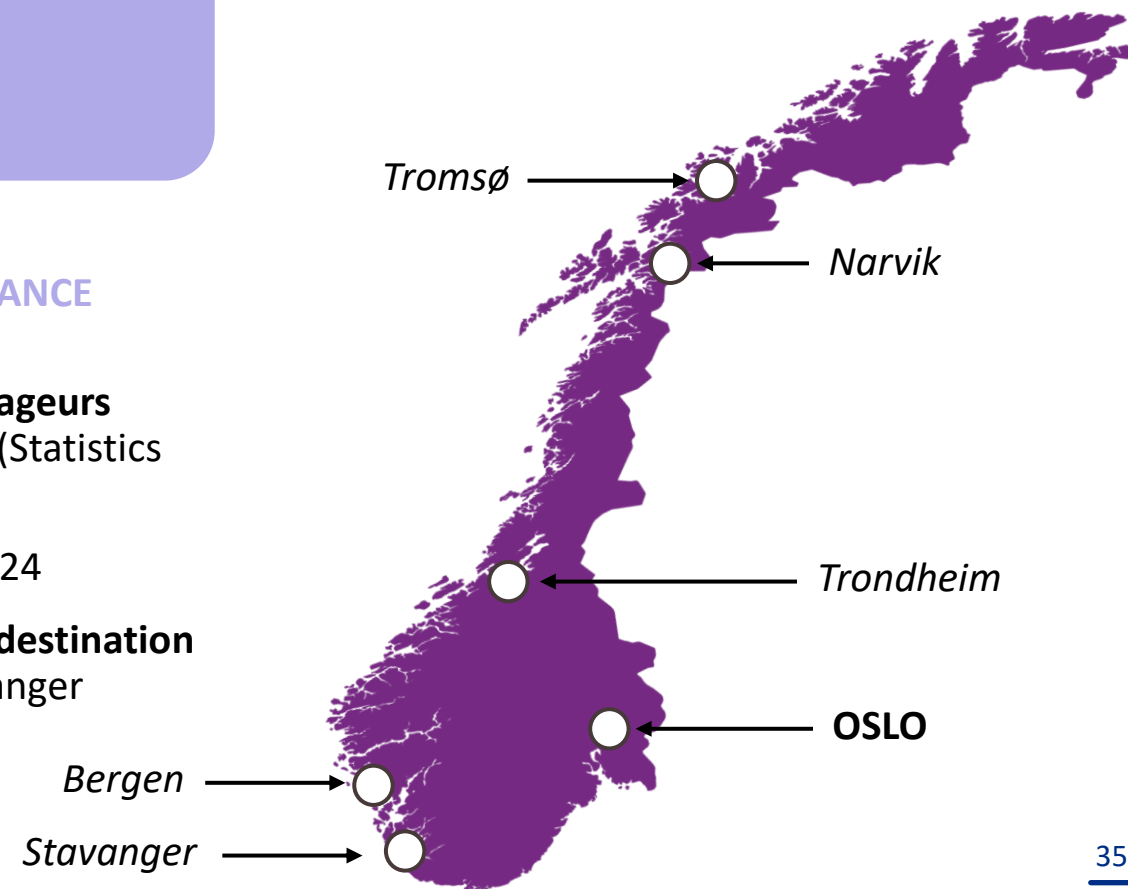 ANCE
ageurs
(Statistics
24
destination
anger
Tromsø
Narvik
Trondheim
OSLO
Bergen
Stavanger
35